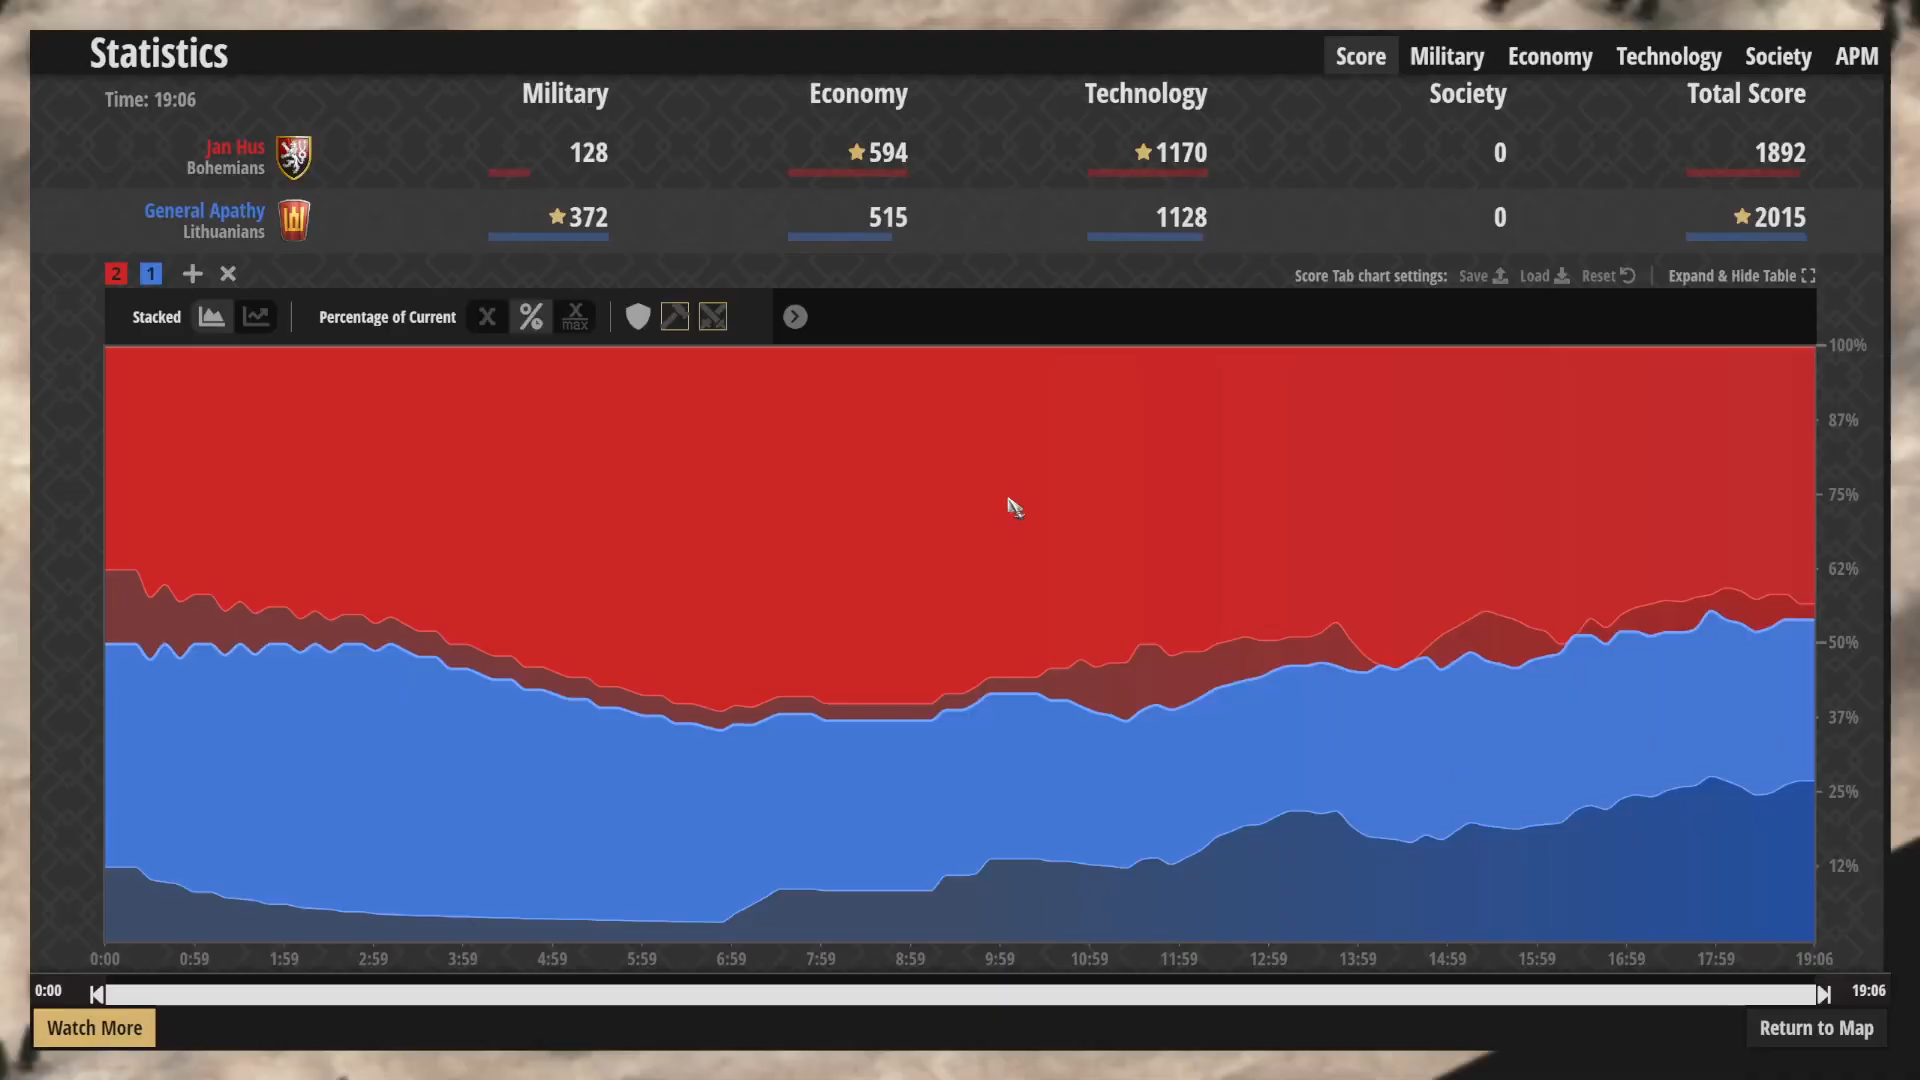 Statistics
Score Military Economy Technology Society APM
Time: 19:06 Military Economy Technology Society Total Score
Jan Hus
Bohemians
128 594 1170 0 1892
General Apathy
Lithuanians
372 515 1128 0 2015
2 1
Score Tab chart settings: Save Load Reset | Expand & Hide Table
Stacked Percentage of Current X % X max
100%
87%
75%
62%
50%
37%
25%
12%
0:00 0:59 1:59 2:59 3:59 4:59 5:59 6:59 7:59 8:59 9:59 10:59 11:59 12:59 13:59 14:59 15:59 16:59 17:59 19:06
0:00 19:06
Watch More Return to Map